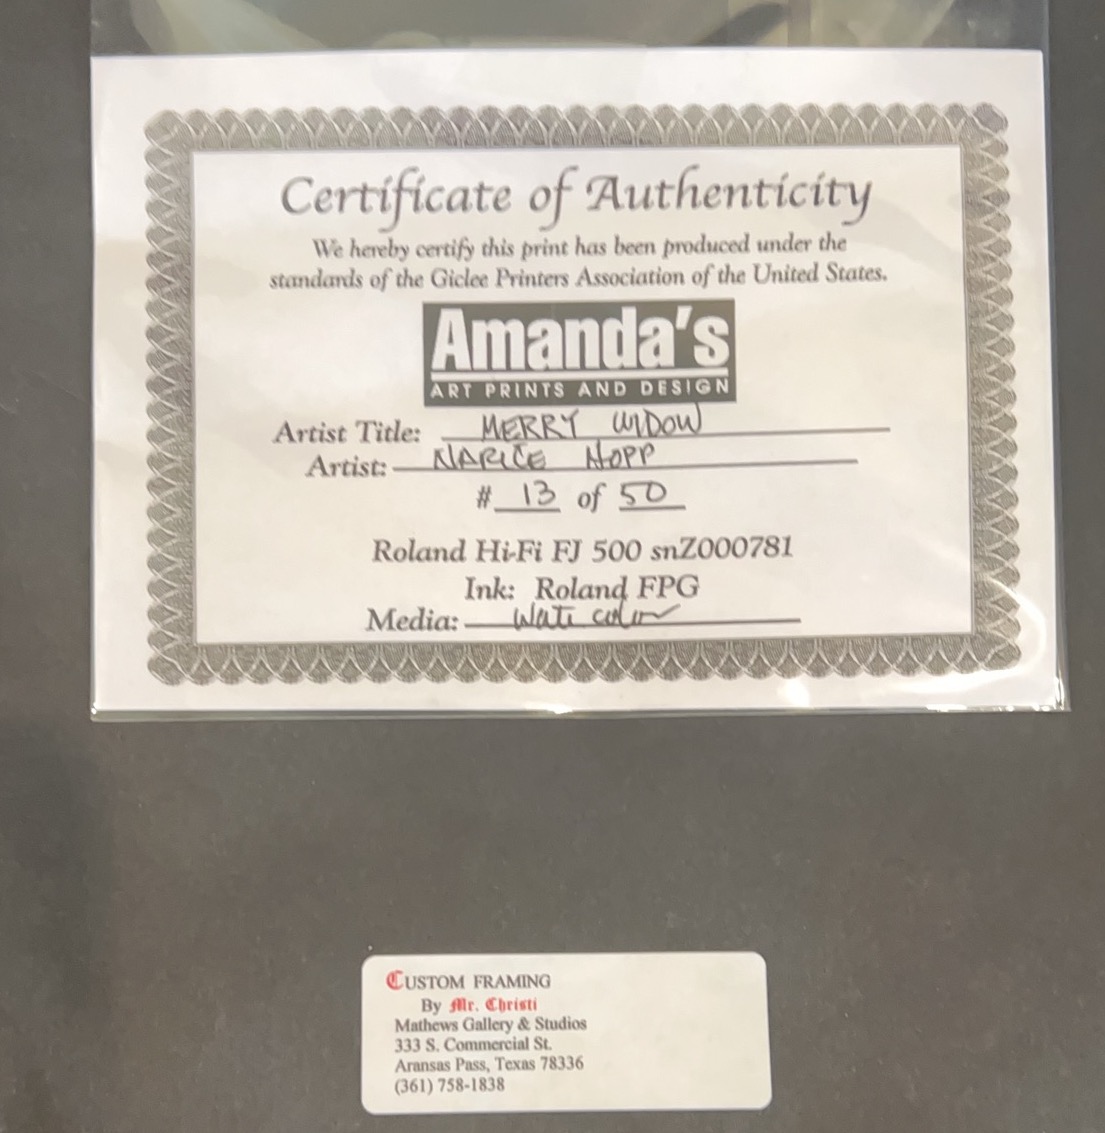 Certificate of Authenticity
We hereby certify this print has been produced under the
standards of the Giclee Printers Association of the United States.
Amanda's
ART PRINTS AND DESIGN
Artist Title: MERRY WIDOW
Artist: NARICE HOPP
# 13 of 50
Roland Hi-Fi FJ 500 snZ000781
Ink: Roland FPG
Media:
CUSTOM FRAMING
By Mr. Christi
Mathews Gallery & Studios
333 S. Commercial St.
Aransas Pass, Texas 78336
(361) 758-1838